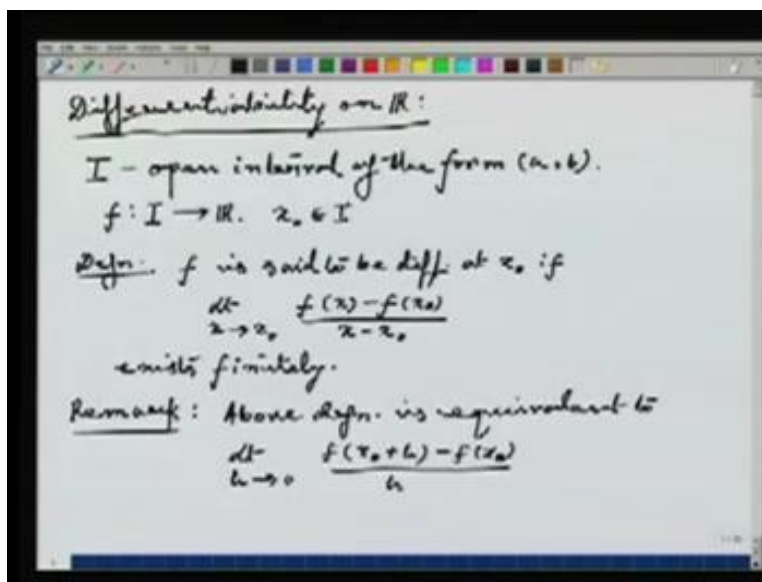 Differentiability on ℝ:
I - open interval of the form (a, b).
f : I → ℝ. x₀ ∈ I
Defn. f is said to be diff. at x₀ if
lt f(x) - f(x₀)
x → x₀ x - x₀
exists finitely.
Remark : Above defn. is equivalent to
lt f(x₀ + h) - f(x₀)
h → 0 h